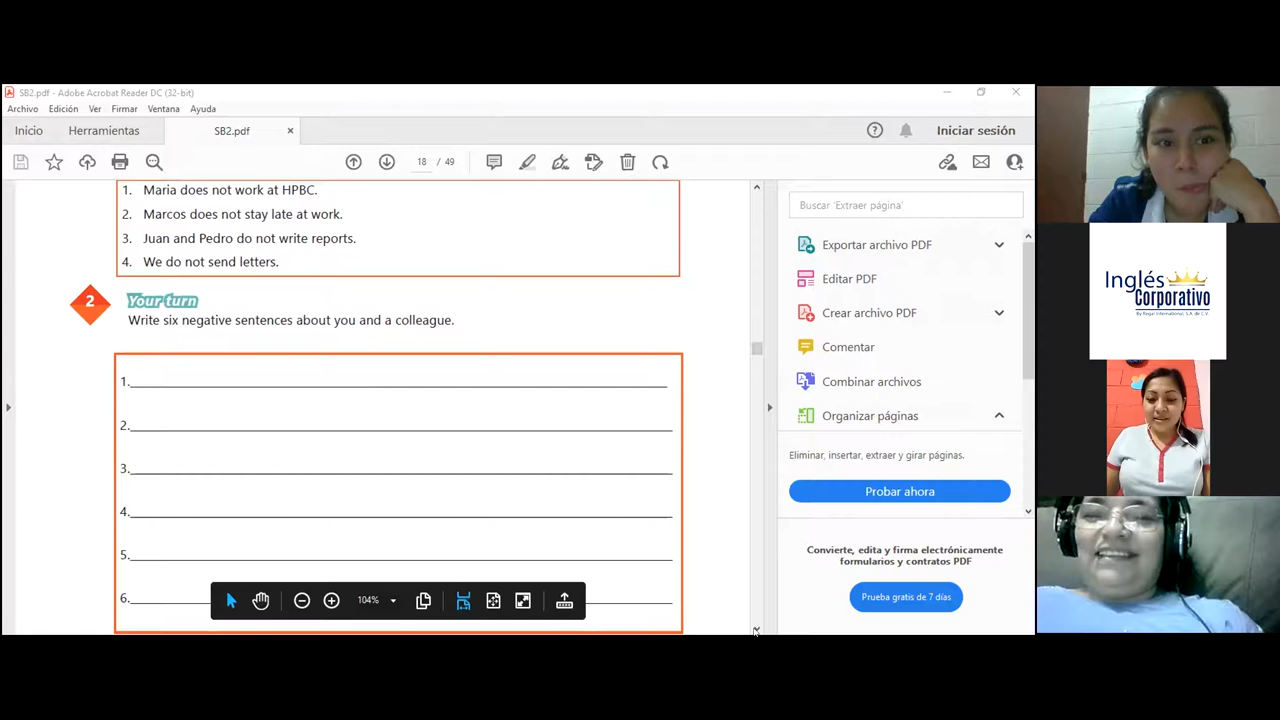 SB2.pdf - Adobe Acrobat Reader DC (32-bit)
Archivo Edición Ver Firmar Ventana Ayuda
Inicio Herramientas SB2.pdf × Iniciar sesión
18 / 49
1. Maria does not work at HPBC.
2. Marcos does not stay late at work.
3. Juan and Pedro do not write reports.
4. We do not send letters.
2 Your turn
Write six negative sentences about you and a colleague.
1.
2.
3.
4.
5.
6.
104%
Buscar 'Extraer página'
Exportar archivo PDF
Editar PDF
Crear archivo PDF
Comentar
Combinar archivos
Organizar páginas
Eliminar, insertar, extraer y girar páginas.
Probar ahora
Convierte, edita y firma electrónicamente
formularios y contratos PDF
Prueba gratis de 7 días
Inglés
Corporativo
By Regal International, S.A. de C.V.